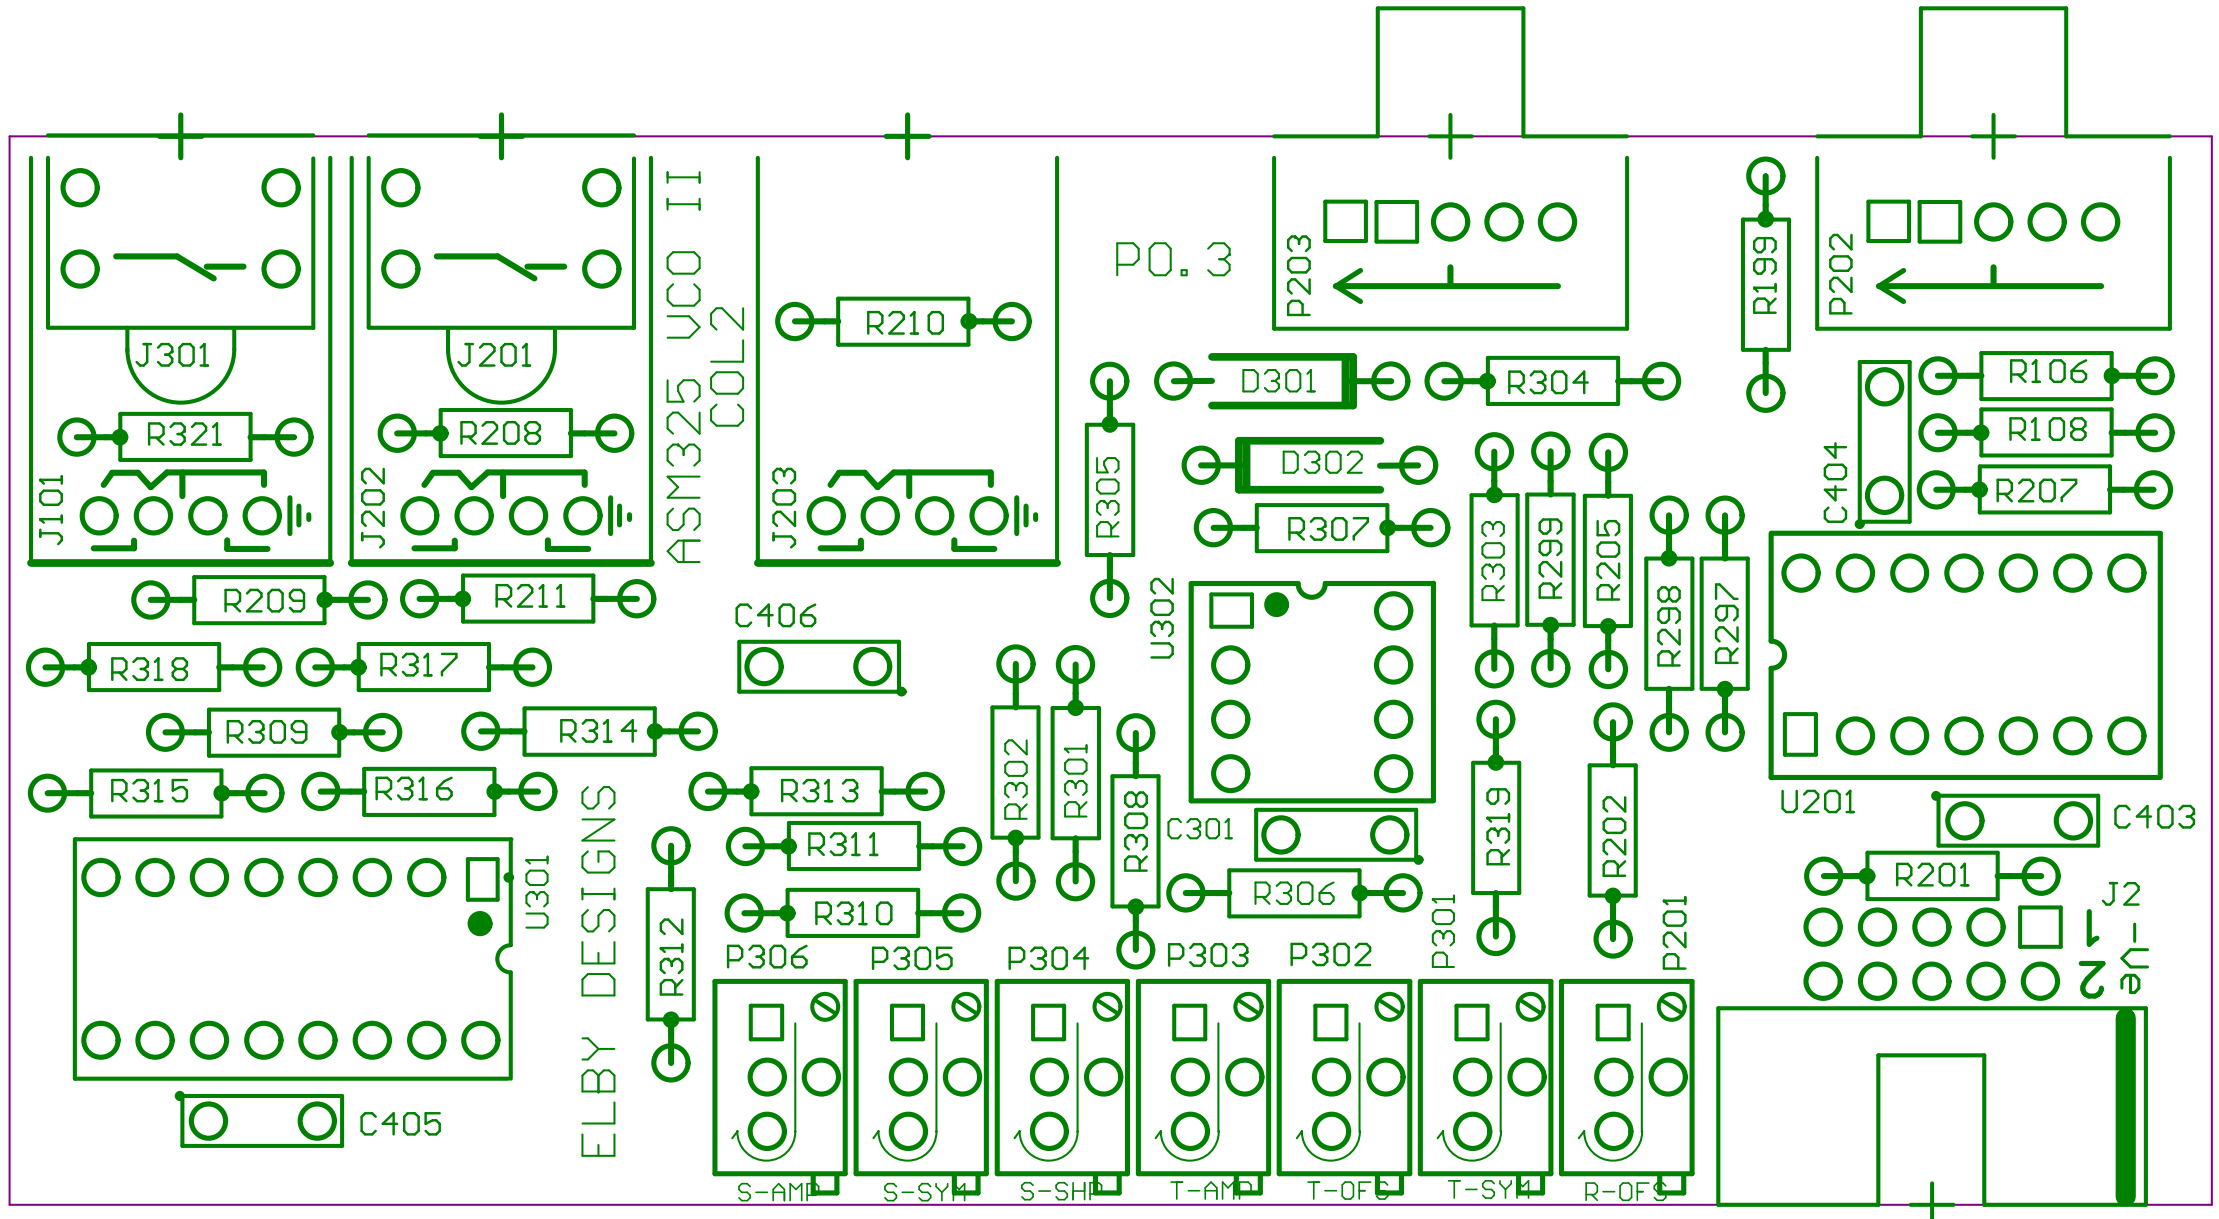 P0.3
P203
P202
R199
J301
J201
R210
ASM325 VCO II
COL2
D301
R304
R106
R321
R208
R305
D302
R108
C404
R207
J101
J202
J203
R307
R303
R299
R205
R209
R211
C406
U302
R298
R297
R318
R317
R309
R314
R302
R301
R315
R316
R313
R308
C301
R319
R202
U201
C403
R311
R306
R201
U301
R310
R312
P301
P201
J2
1
-Ve
2
ELBY DESIGNS
P306
P305
P304
P303
P302
C405
S-AMP
S-SYM
S-SHP
T-AMP
T-OFS
T-SYM
R-OFS